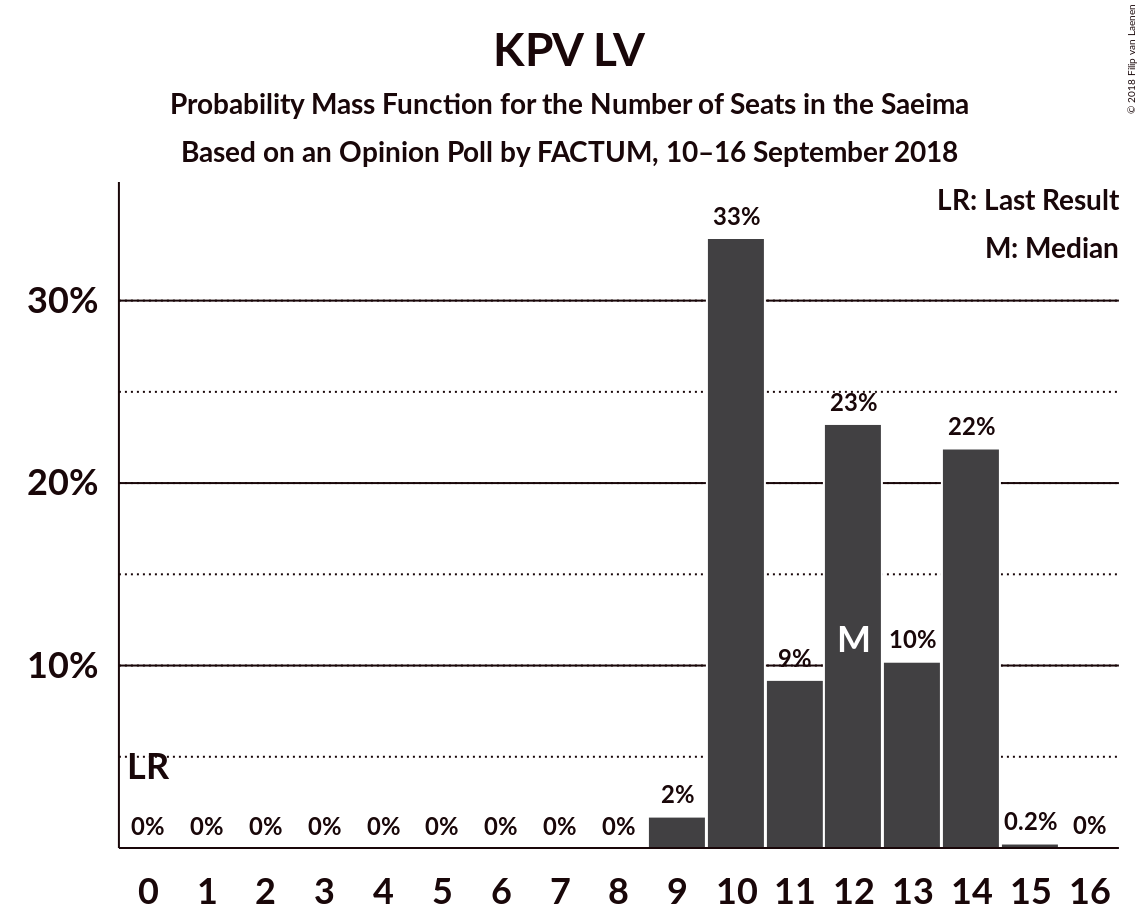 KPV LV
Probability Mass Function for the Number of Seats in the Saeima
Based on an Opinion Poll by FACTUM, 10–16 September 2018
© 2018 Filip van Laenen
LR: Last Result
M: Median
33%
30%
23%
22%
20%
M
10%
9%
10%
LR
2%
0% 0% 0% 0% 0% 0% 0% 0% 0% 0.2% 0%
0 1 2 3 4 5 6 7 8 9 10 11 12 13 14 15 16